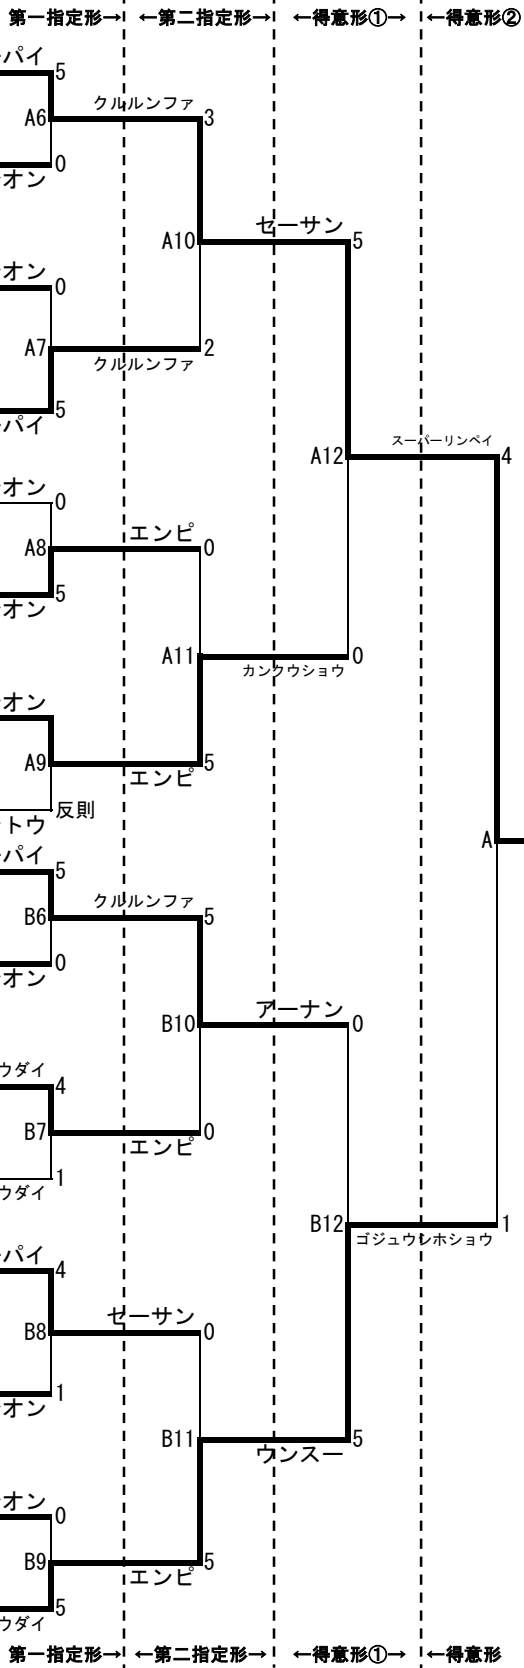 第一指定形→ ←第二指定形→ ←得意形①→ ←得意形②
パイ
5
クルルンファ
A6
3
0
オン
セーサン
A10
5
オン
0
A7
2
クルルンファ
5
パイ
スーパーリンペイ
A12
4
オン
0
エンピ
A8
0
5
オン
A11
0
カンクウショウ
オン
A9
5
エンピ
反則
トウ
A
パイ
5
クルルンファ
B6
5
0
オン
アーナン
B10
0
ウダイ
4
B7
0
エンピ
1
ウダイ
B12
1
ゴジュウシホショウ
パイ
4
セーサン
B8
0
1
オン
B11
5
ウンスー
オン
0
B9
5
エンピ
5
ウダイ
第一指定形→ ←第二指定形→ ←得意形①→ ←得意形